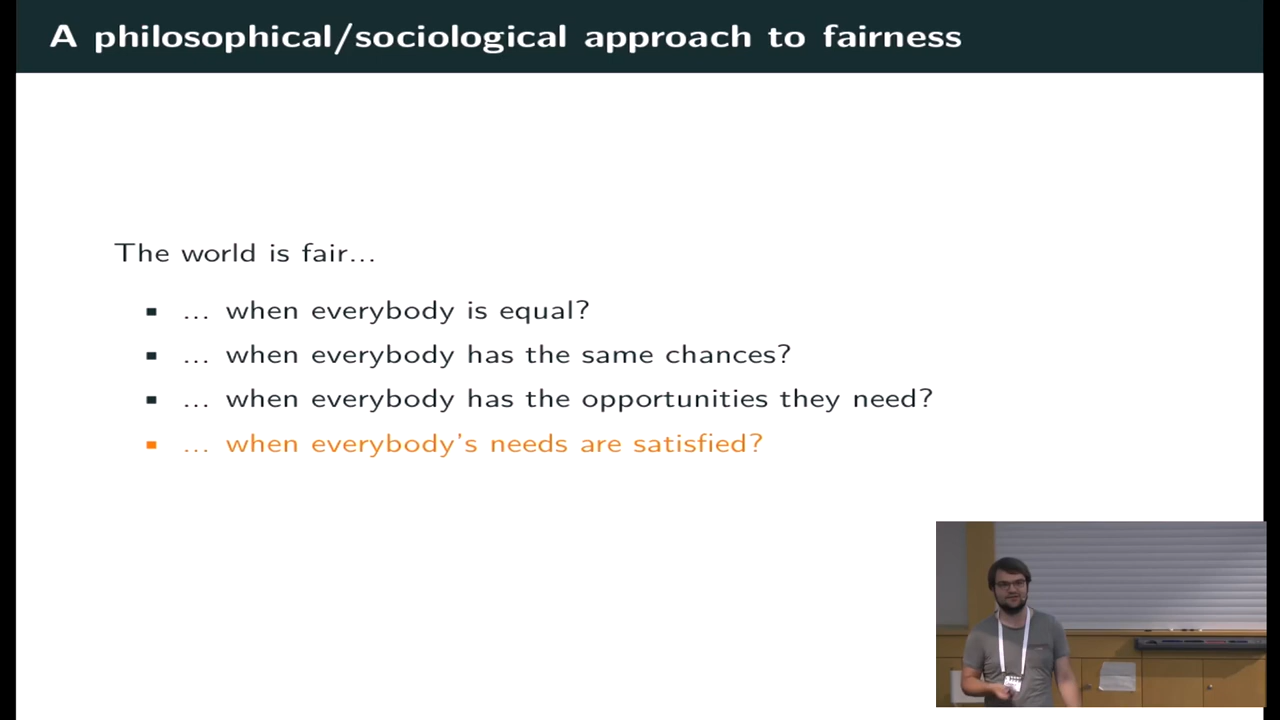 A philosophical/sociological approach to fairness
The world is fair...
▪ ... when everybody is equal?
▪ ... when everybody has the same chances?
▪ ... when everybody has the opportunities they need?
▪ ... when everybody's needs are satisfied?